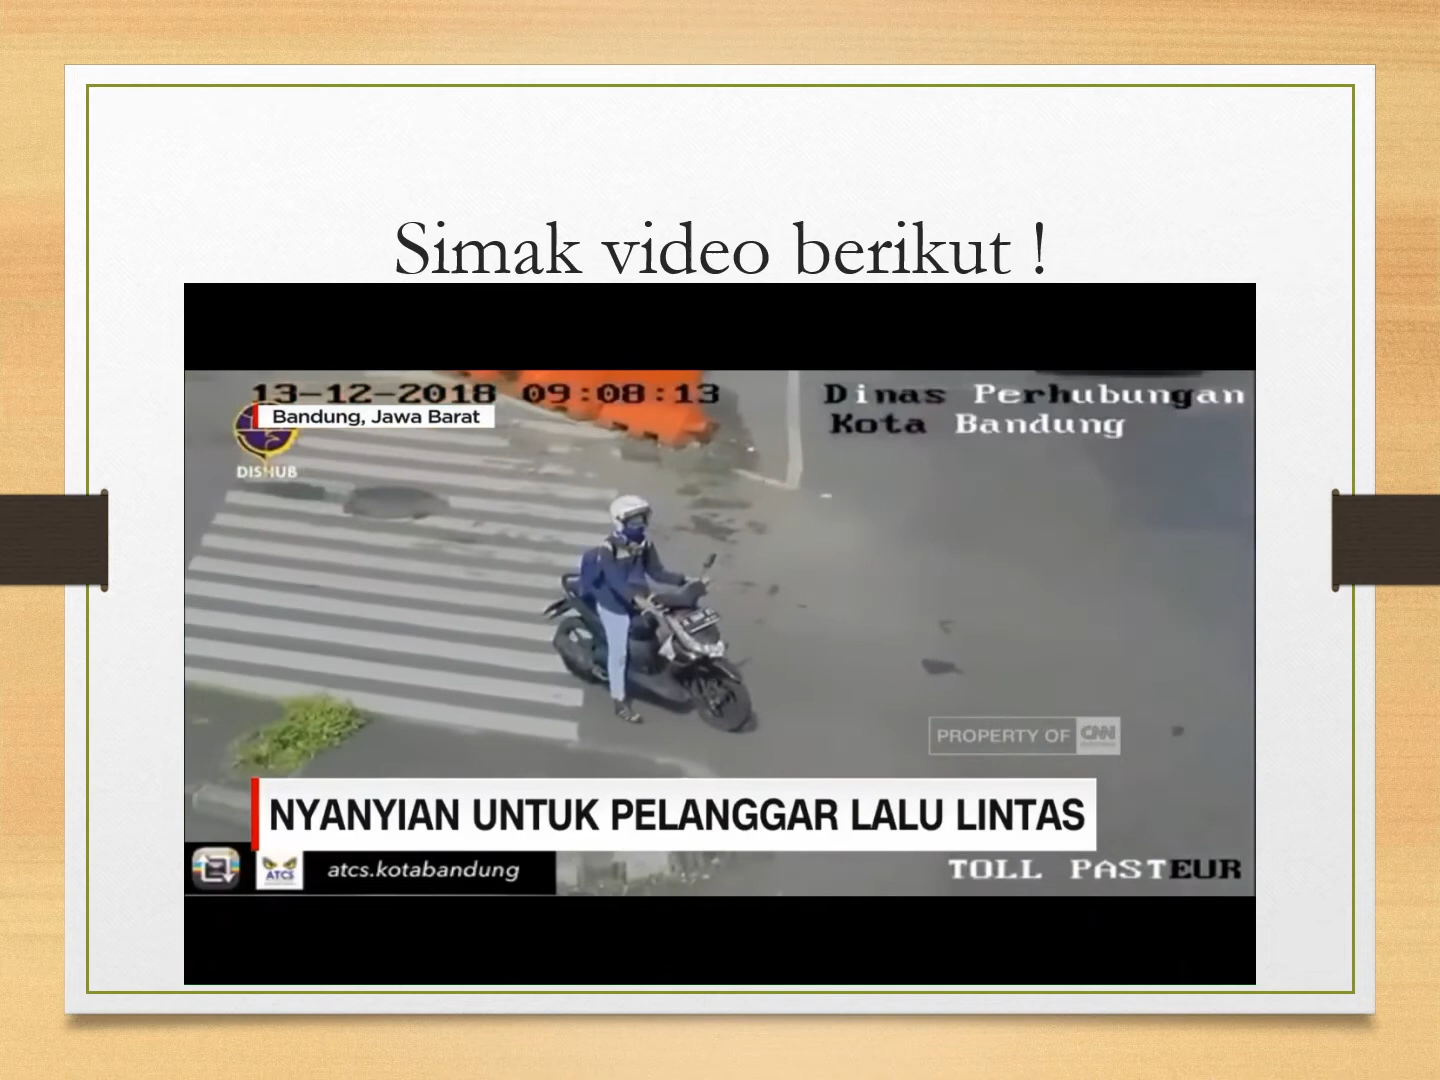 Simak video berikut !
13-12-2018 09:08:13
Dinas Perhubungan
Kota Bandung
Bandung, Jawa Barat
DISHUB
PROPERTY OF CNN
NYANYIAN UNTUK PELANGGAR LALU LINTAS
ATCS
atcs.kotabandung
TOLL PASTEUR